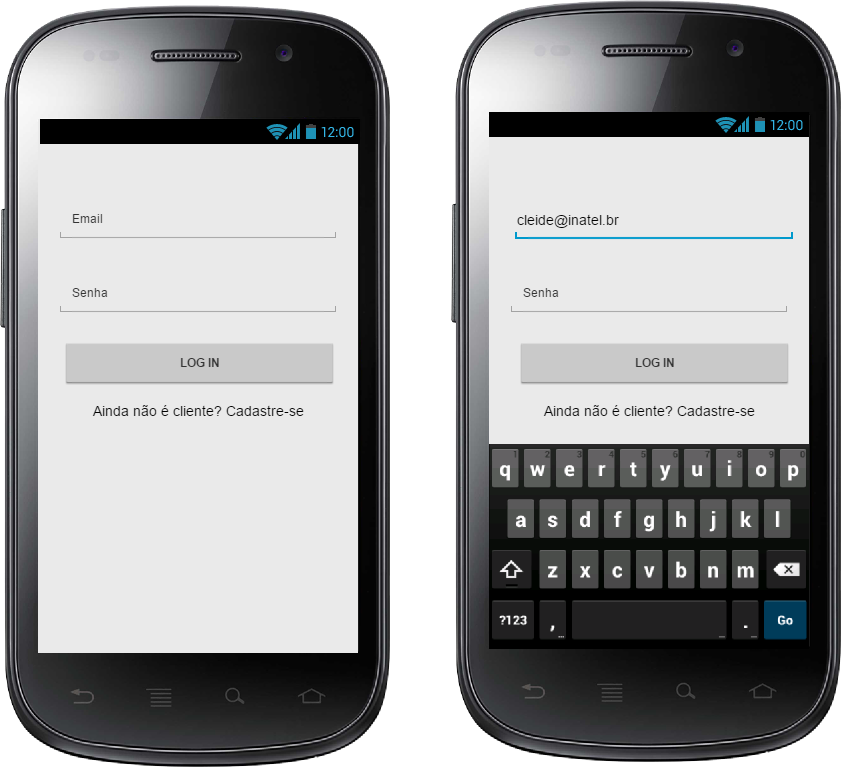 12:00
Email
Senha
LOG IN
Ainda não é cliente? Cadastre-se
12:00
cleide@inatel.br
Senha
LOG IN
Ainda não é cliente? Cadastre-se
1 2 3 4 5 6 7 8 9 0
q w e r t y u i o p
a s d f g h j k l
z x c v b n m
?123 , . Go